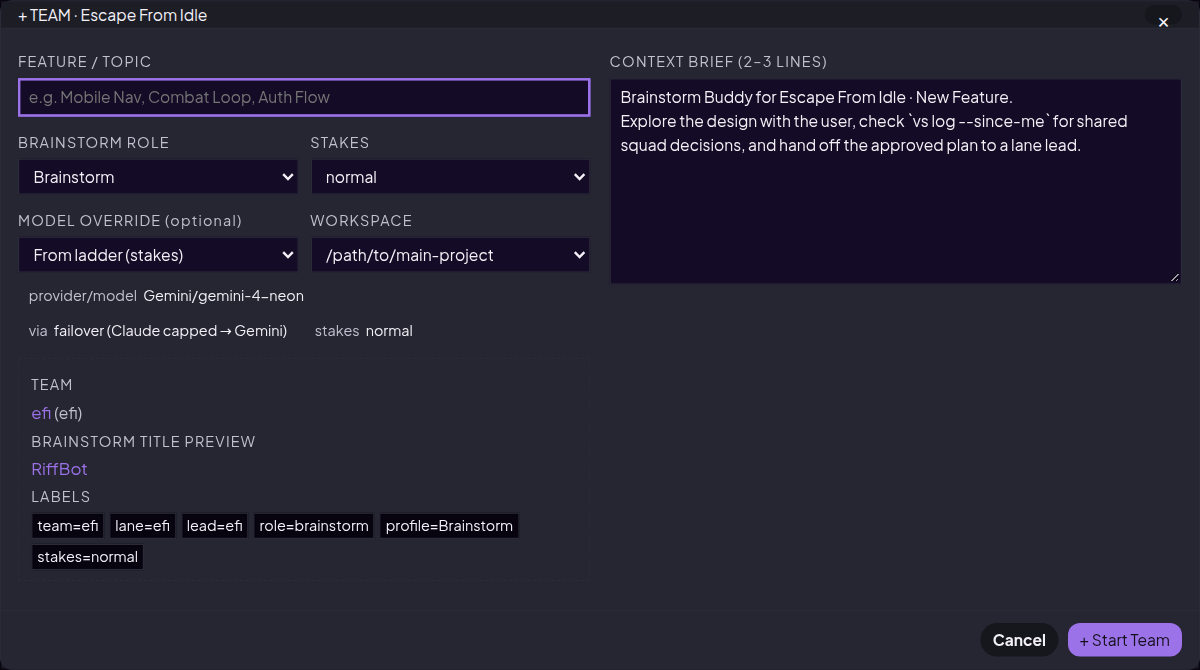 + TEAM · Escape From Idle
×
FEATURE / TOPIC
e.g. Mobile Nav, Combat Loop, Auth Flow
BRAINSTORM ROLE
STAKES
Brainstorm
normal
MODEL OVERRIDE (optional)
WORKSPACE
From ladder (stakes)
/path/to/main-project
provider/model Gemini/gemini-4-neon
via failover (Claude capped → Gemini) stakes normal
TEAM
efi (efi)
BRAINSTORM TITLE PREVIEW
RiffBot
LABELS
team=efi lane=efi lead=efi role=brainstorm profile=Brainstorm
stakes=normal
CONTEXT BRIEF (2–3 LINES)
Brainstorm Buddy for Escape From Idle · New Feature.
Explore the design with the user, check `vs log --since-me` for shared
squad decisions, and hand off the approved plan to a lane lead.
Cancel
+ Start Team